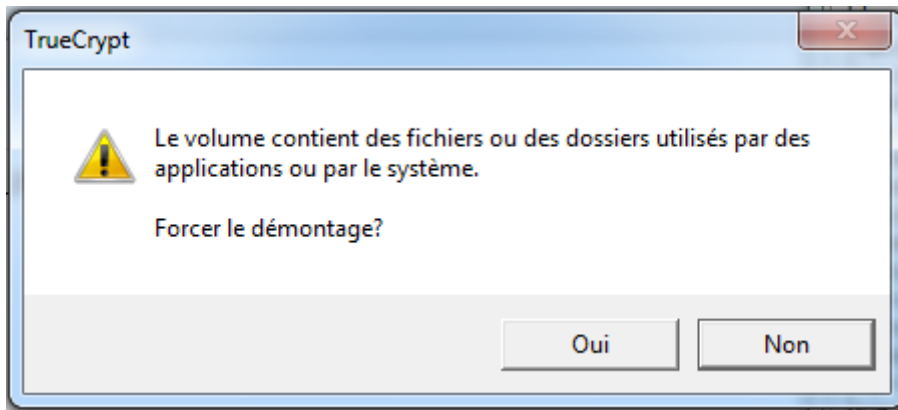 TrueCrypt
Le volume contient des fichiers ou des dossiers utilisés par des
applications ou par le système.
Forcer le démontage?
Oui
Non